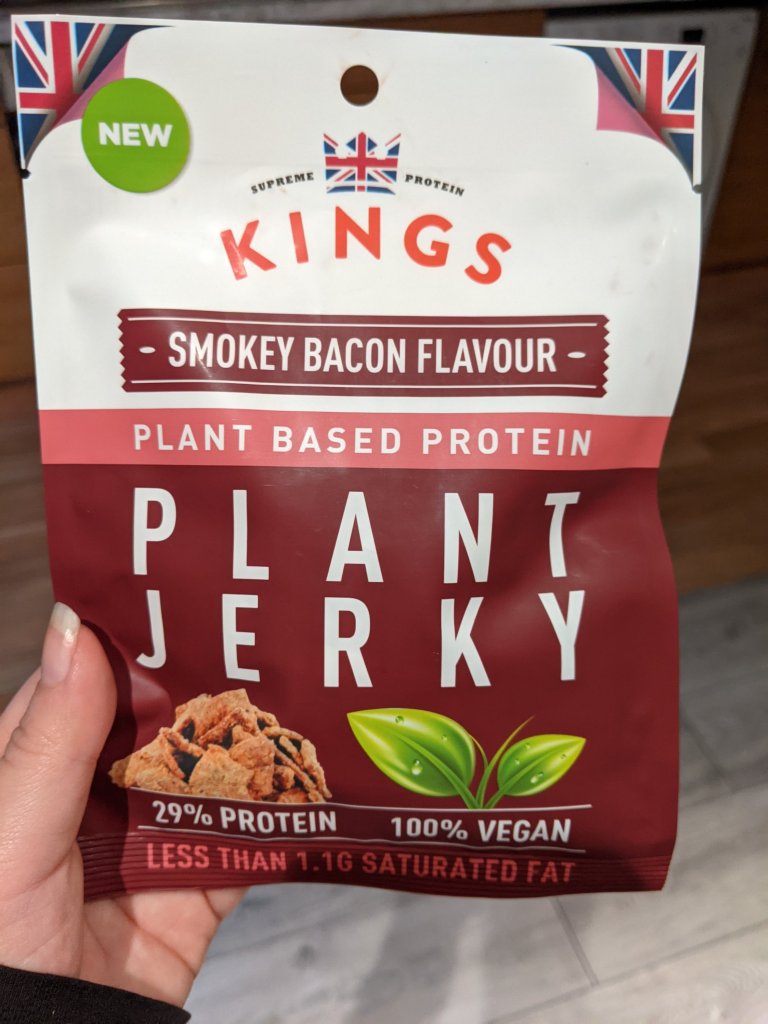 NEW
SUPREME PROTEIN
KINGS
- SMOKEY BACON FLAVOUR -
PLANT BASED PROTEIN
PLANT
JERKY
29% PROTEIN
100% VEGAN
LESS THAN 1.1G SATURATED FAT